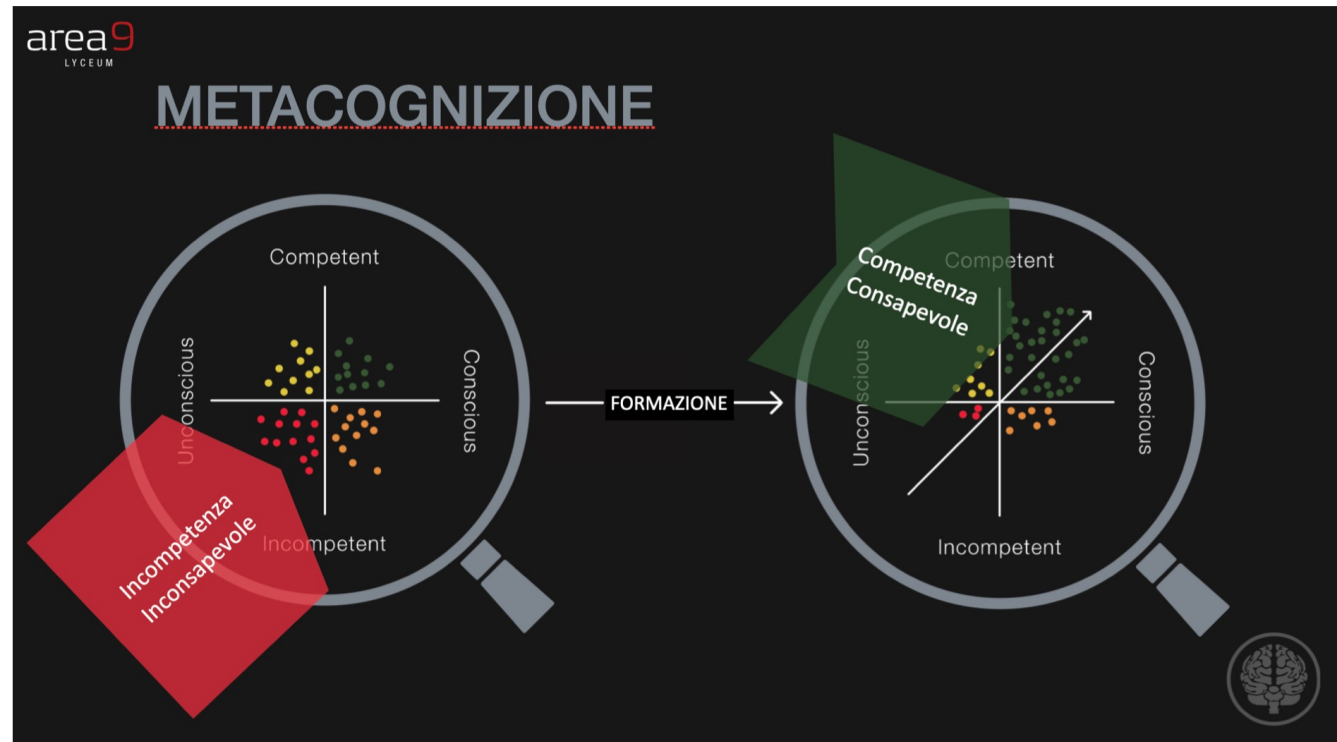 area9
LYCEUM
METACOGNIZIONE
Competent
Unconscious
Conscious
Incompetent
Incompetenza
Inconsapevole
FORMAZIONE
Competenza
Consapevole
Competent
Unconscious
Conscious
Incompetent